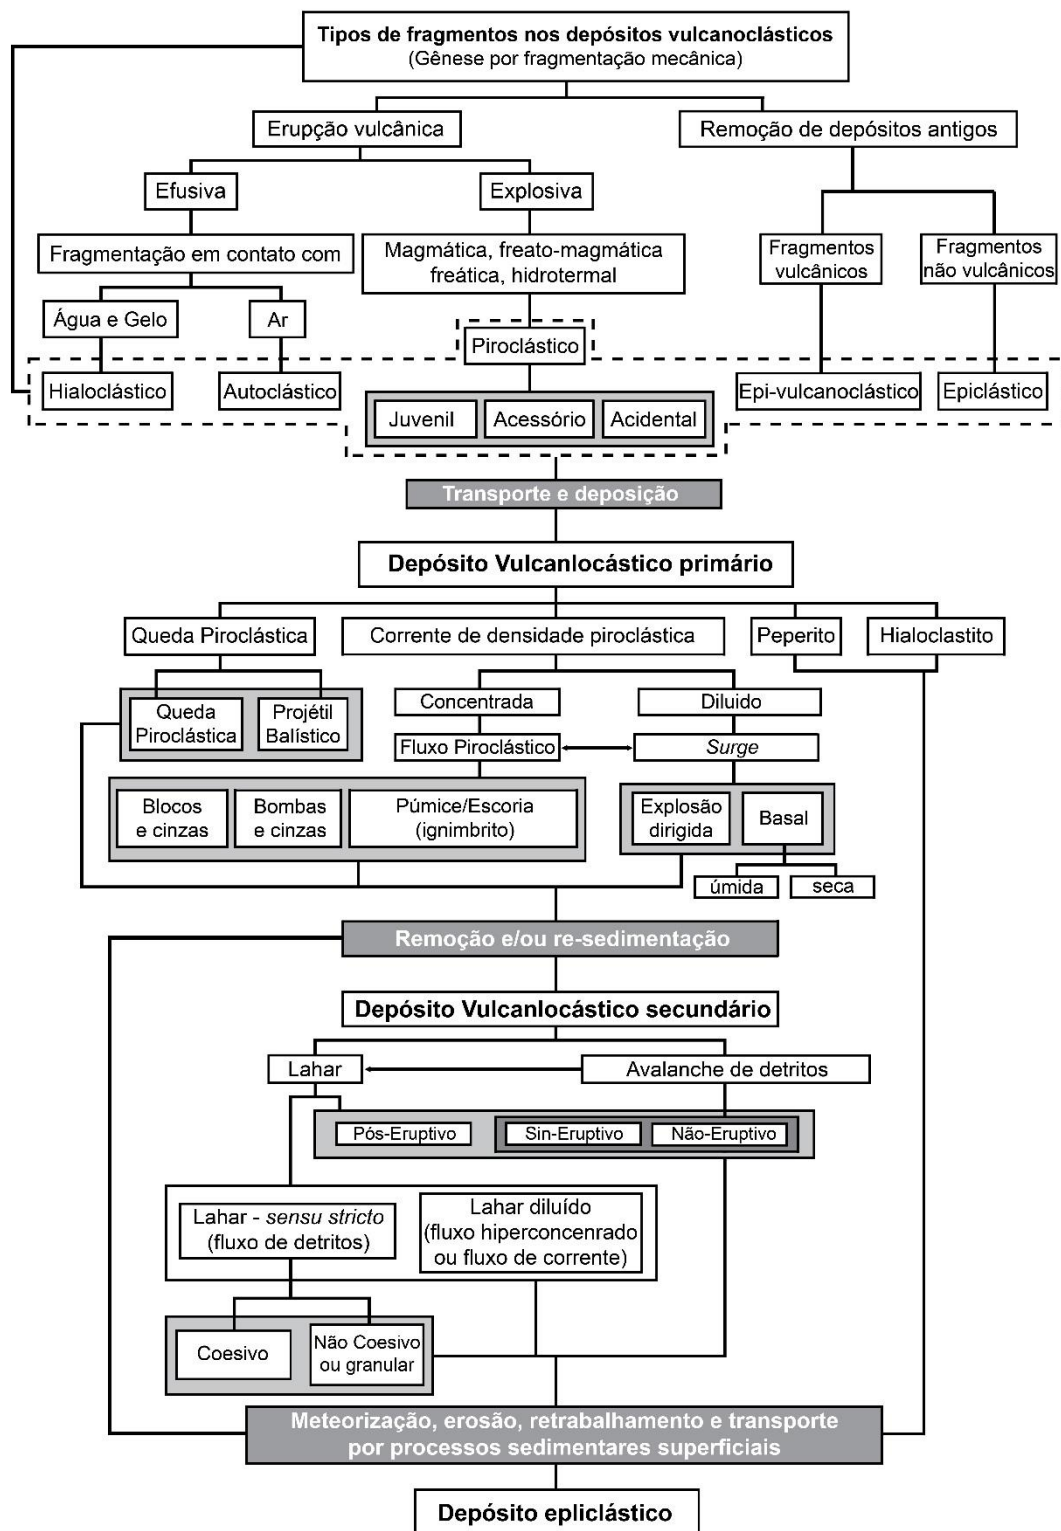 Tipos de fragmentos nos depósitos vulcanoclásticos
(Gênese por fragmentação mecânica)
Erupção vulcânica
Remoção de depósitos antigos
Efusiva
Explosiva
Fragmentação em contato com
Magmática, freato-magmática
freática, hidrotermal
Fragmentos
vulcânicos
Fragmentos
não vulcânicos
Água e Gelo
Ar
Piroclástico
Hialoclástico
Autoclástico
Epi-vulcanoclástico
Epiclástico
Juvenil
Acessório
Acidental
Transporte e deposição
Depósito Vulcanlocástico primário
Queda Piroclástica
Corrente de densidade piroclástica
Peperito
Hialoclastito
Queda
Piroclástica
Projétil
Balístico
Concentrada
Diluido
Fluxo Piroclástico
Surge
Blocos
e cinzas
Bombas
e cinzas
Púmice/Escoria
(ignimbrito)
Explosão
dirigida
Basal
úmida
seca
Remoção e/ou re-sedimentação
Depósito Vulcanlocástico secundário
Lahar
Avalanche de detritos
Pós-Eruptivo
Sin-Eruptivo
Não-Eruptivo
Lahar - sensu stricto
(fluxo de detritos)
Lahar diluído
(fluxo hiperconcenrado
ou fluxo de corrente)
Coesivo
Não Coesivo
ou granular
Meteorização, erosão, retrabalhamento e transporte
por processos sedimentares superficiais
Depósito epliclástico